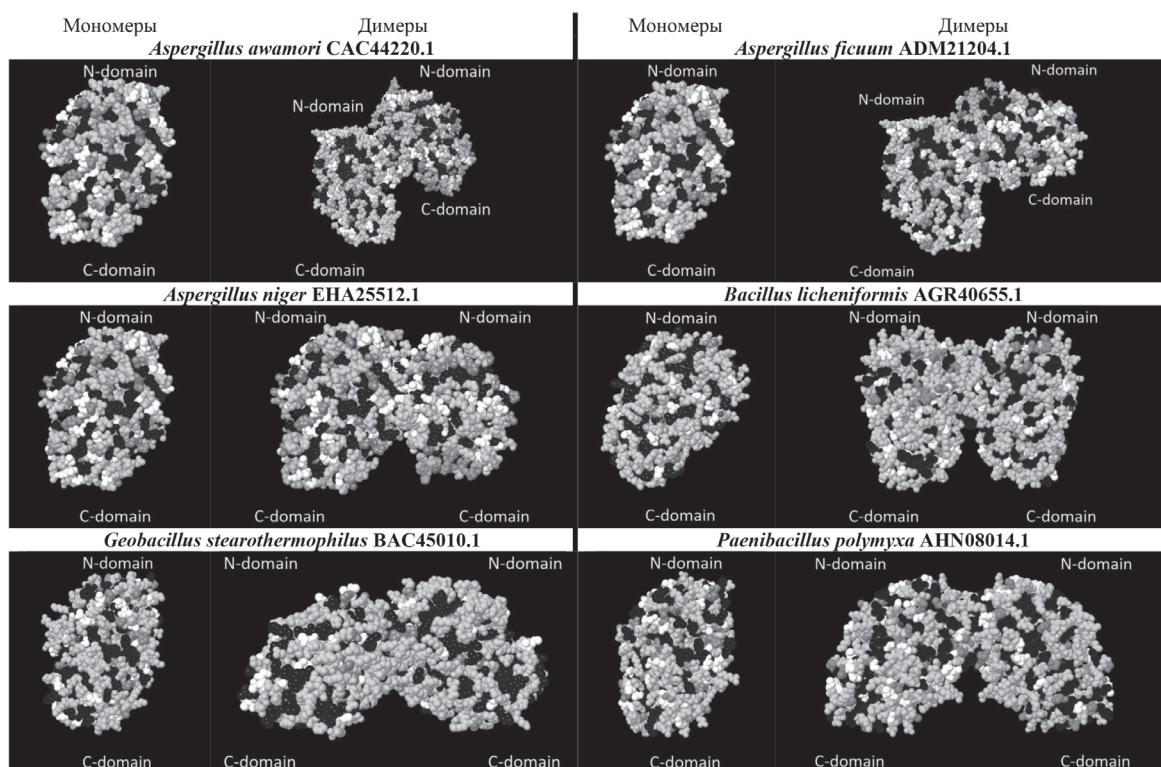 Мономеры Димеры Мономеры Димеры
Aspergillus awamori CAC44220.1 Aspergillus ficuum ADM21204.1
N-domain N-domain N-domain N-domain
N-domain N-domain
C-domain C-domain
C-domain C-domain C-domain C-domain
Aspergillus niger EHA25512.1 Bacillus licheniformis AGR40655.1
N-domain N-domain N-domain N-domain N-domain N-domain
C-domain C-domain C-domain C-domain C-domain C-domain
Geobacillus stearothermophilus BAC45010.1 Paenibacillus polymyxa AHN08014.1
N-domain N-domain N-domain N-domain N-domain N-domain
C-domain C-domain C-domain C-domain C-domain C-domain